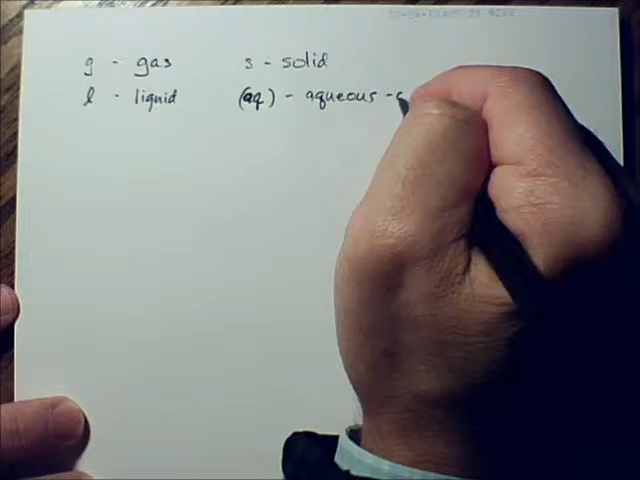 g - gas s - solid
l - liquid (aq) - aqueous -